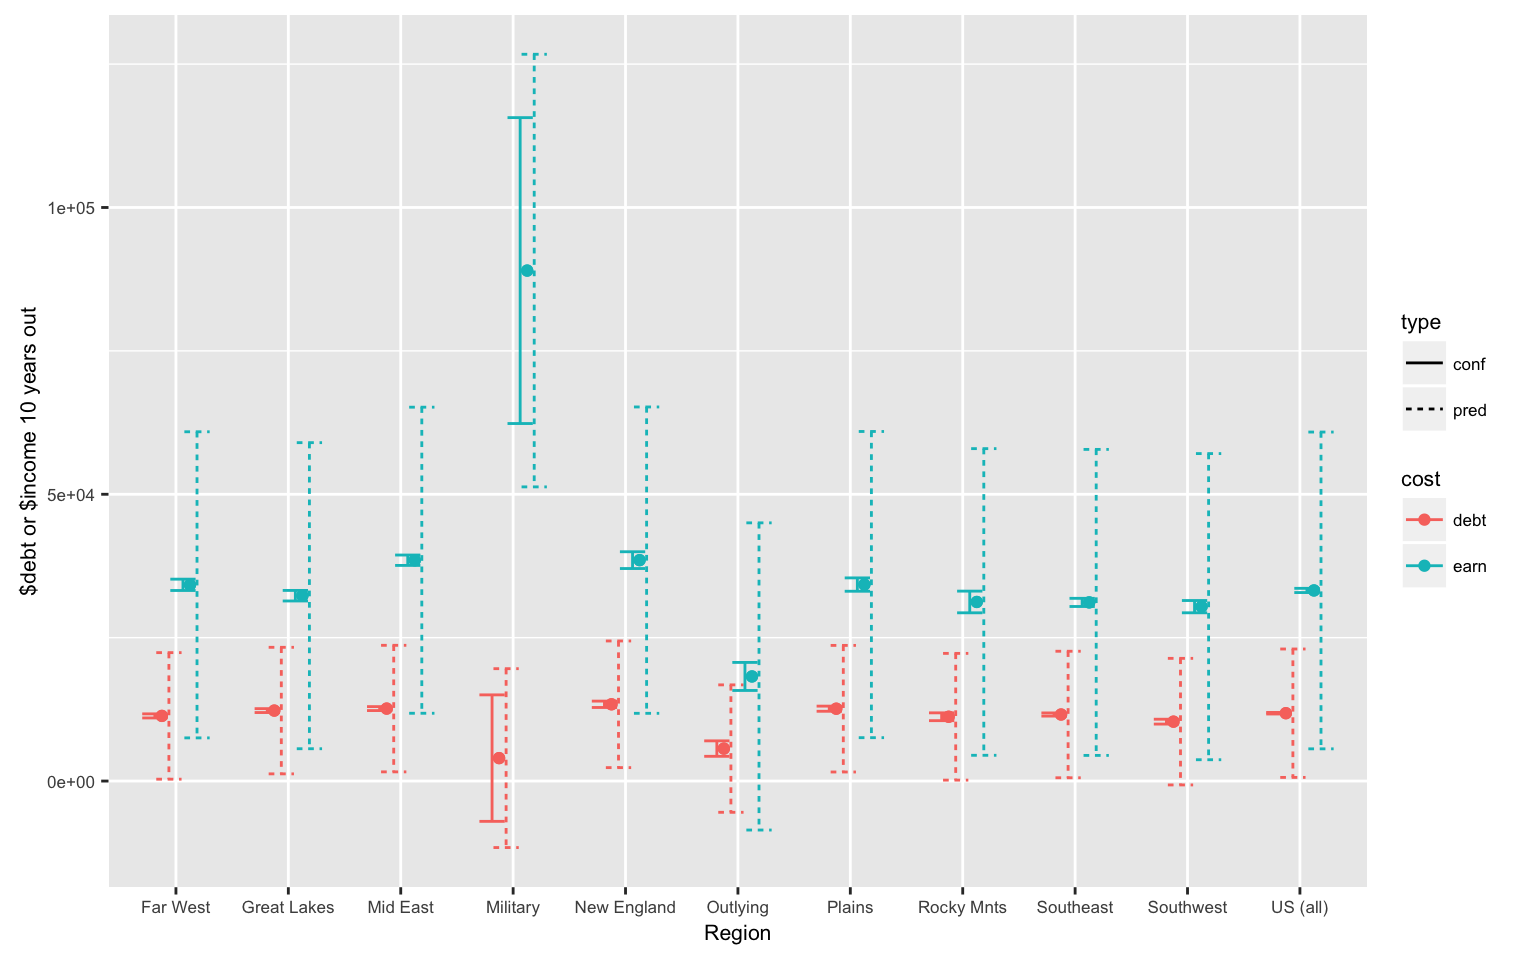 1e+05
5e+04
0e+00
$debt or $income 10 years out
Far West
Great Lakes
Mid East
Military
New England
Outlying
Plains
Rocky Mnts
Southeast
Southwest
US (all)
Region
type
conf
pred
cost
debt
earn